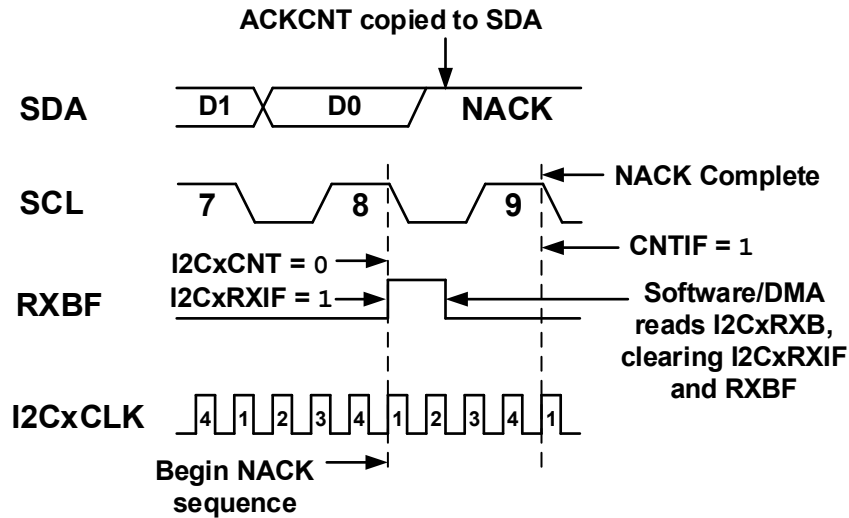 ACKCNT copied to SDA
SDA
D1
D0
NACK
SCL
7
8
9
NACK Complete
I2CxCNT = 0
CNTIF = 1
RXBF
I2CxRXIF = 1
Software/DMA
reads I2CxRXB,
clearing I2CxRXIF
and RXBF
I2CxCLK
4 1 2 3 4 1 2 3 4 1
Begin NACK
sequence